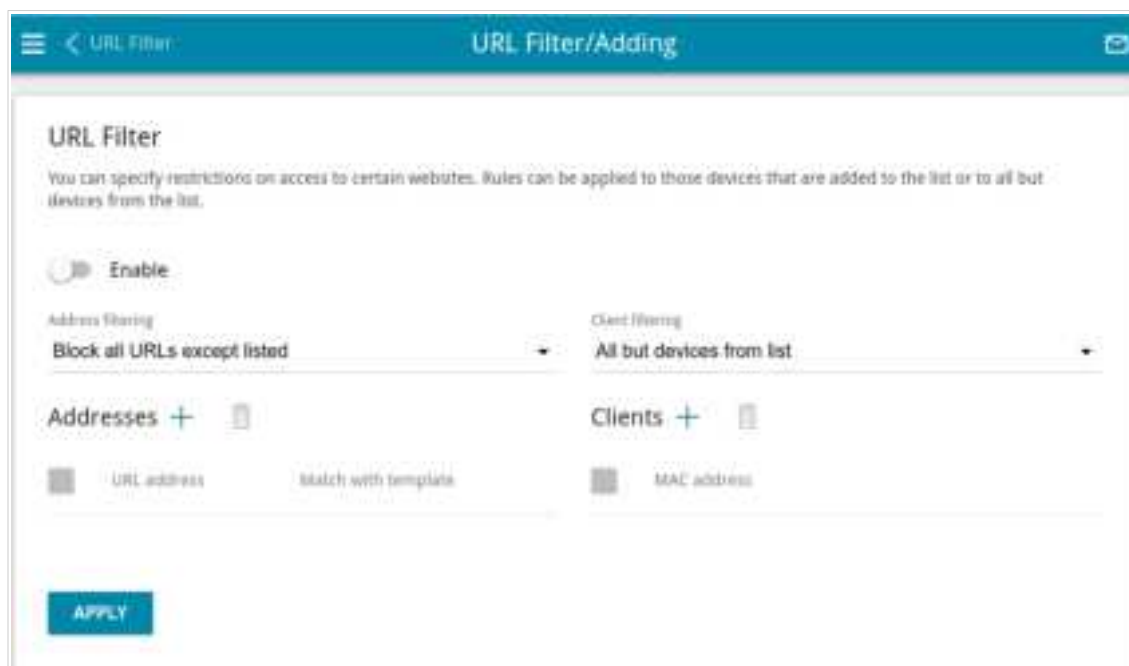 URL Filter
URL Filter/Adding
URL Filter
You can specify restrictions on access to certain websites. Rules can be applied to those devices that are added to the list or to all but
devices from the list.
Enable
Address filtering
Block all URLs except listed
Client filtering
All but devices from list
Addresses
Clients
URL address
Match with template
MAC address
APPLY